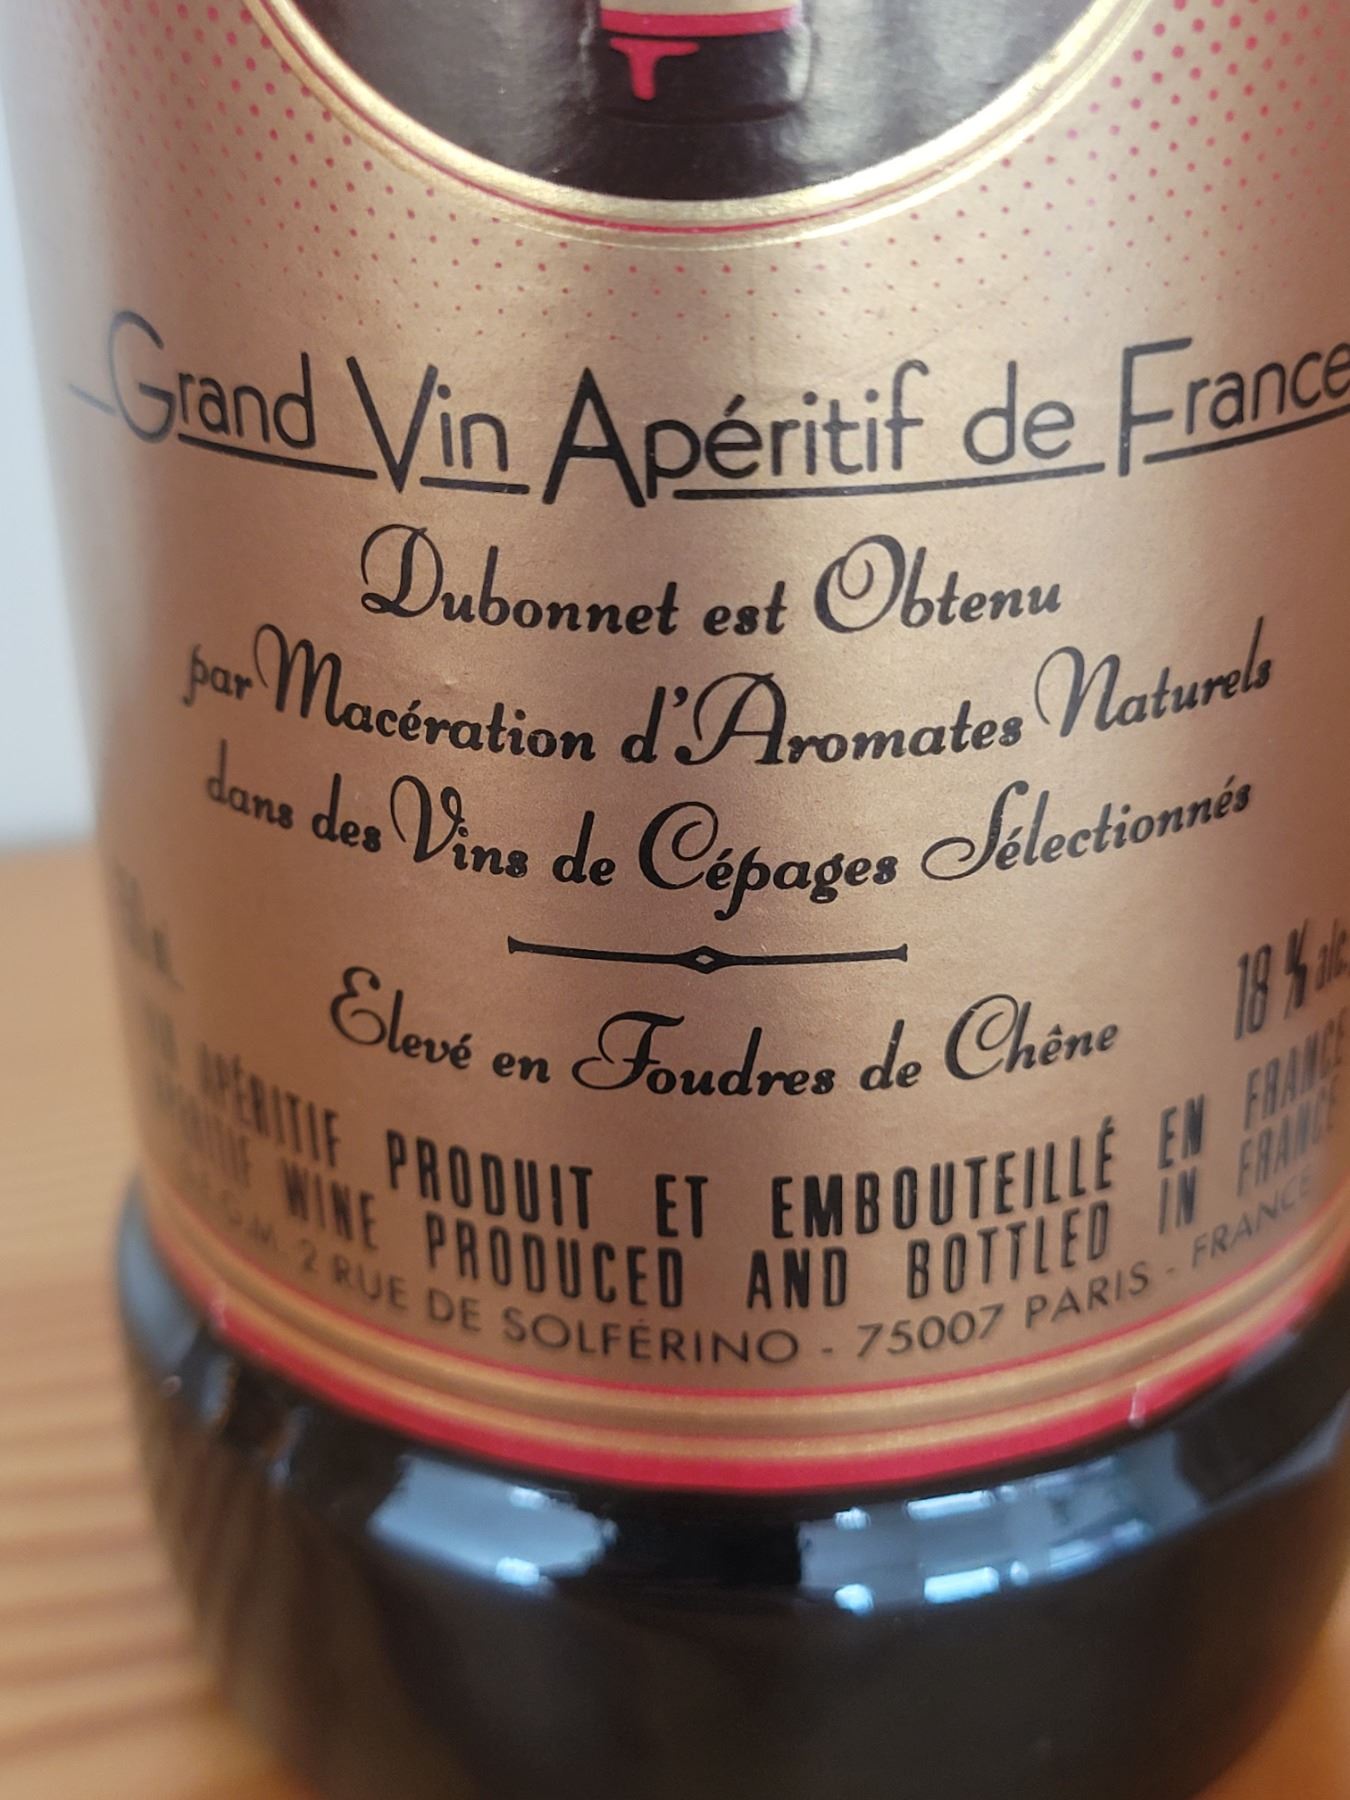 Grand Vin Apéritif de France
Dubonnet est Obtenu
par Macération d'Aromates Naturels
dans des Vins de Cépages Sélectionnés
Elevé en Foudres de Chêne
18 % alc.
APÉRITIF PRODUIT ET EMBOUTEILLÉ EN FRANCE
APERITIF WINE PRODUCED AND BOTTLED IN FRANCE
2 RUE DE SOLFÉRINO - 75007 PARIS - FRANCE